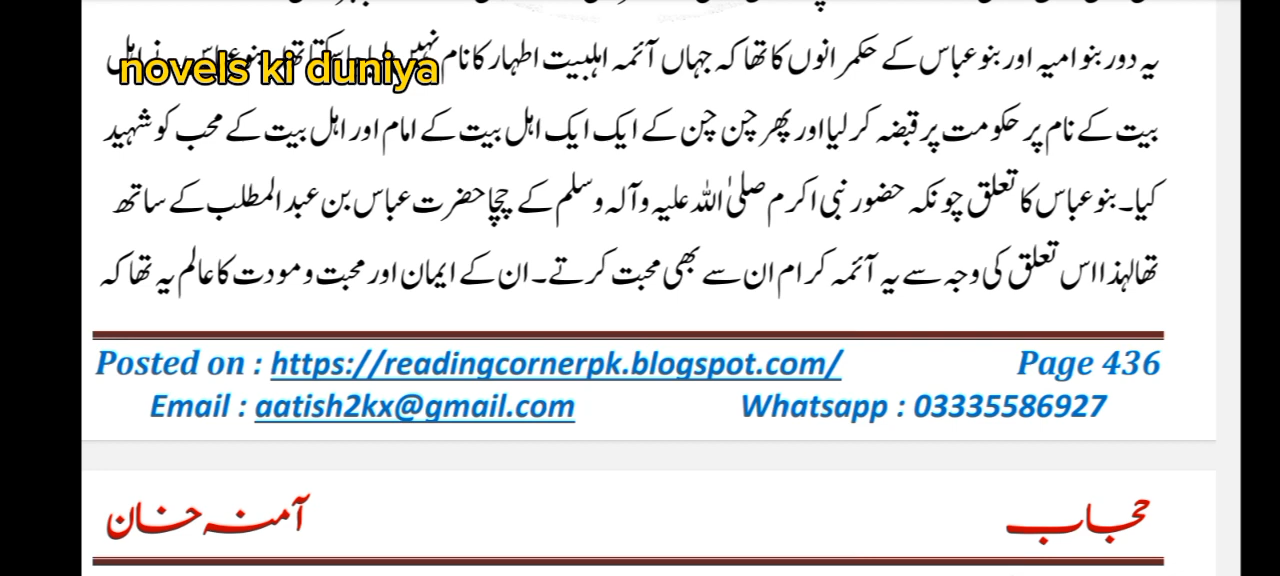 یہ دور بنو امیہ اور بنو عباس کے حکمرانوں کا تھا کہ جہاں آئمہ اہلبیت اطہار کا نام نہیں
novels ki duniya
بیت کے نام پر حکومت پر قبضہ کر لیا اور پھر چن چن کے ایک ایک اہل بیت کے امام اور اہل بیت کے محب کو شہید
کیا۔ بنو عباس کا تعلق چونکہ حضور نبی اکرم صلیٰ اللہ علیہ وآلہ وسلم کے چچا حضرت عباس بن عبد المطلب کے ساتھ
تھا لہذا اس تعلق کی وجہ سے یہ آئمہ کرام ان سے بھی محبت کرتے۔ ان کے ایمان اور محبت و مودت کا عالم یہ تھا کہ
Posted on : https://readingcornerpk.blogspot.com/ Page 436
Email : aatish2kx@gmail.com Whatsapp : 03335586927
حجاب آمنہ خان